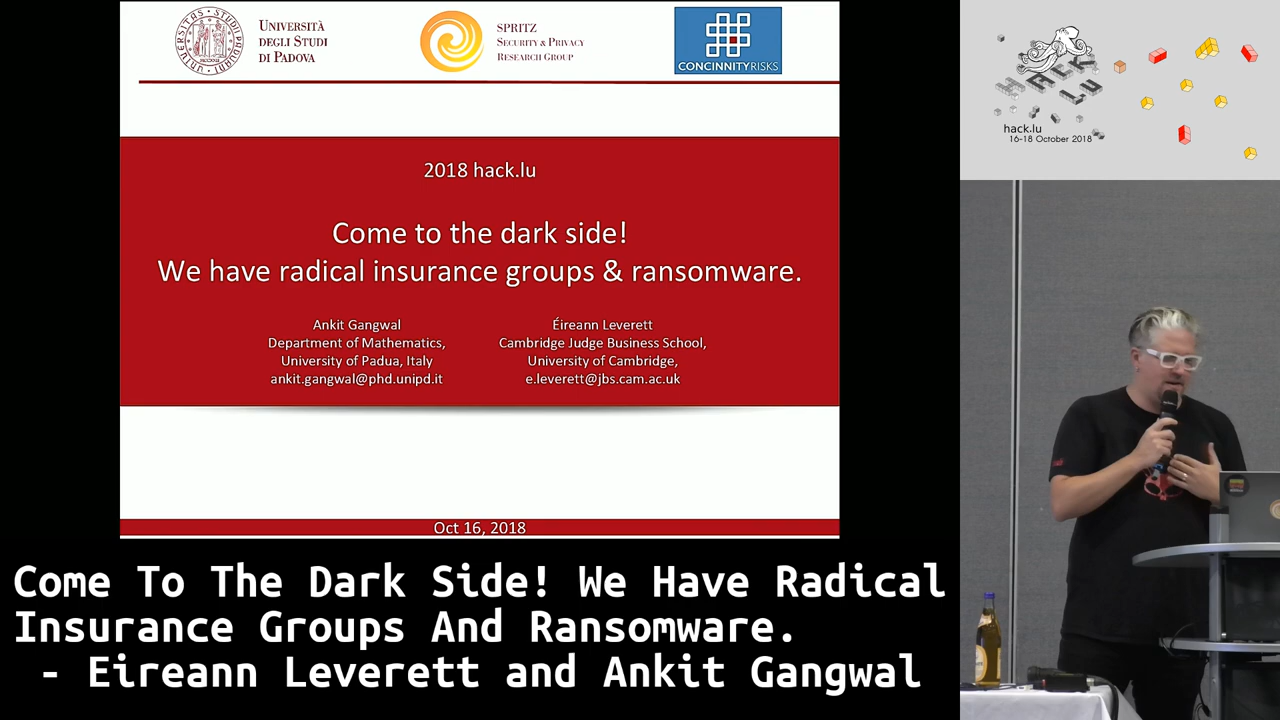 UNIVERSITÀ
DEGLI STUDI
DI PADOVA
SPRITZ
SECURITY & PRIVACY
RESEARCH GROUP
CONCINNITYRISKS
2018 hack.lu
Come to the dark side!
We have radical insurance groups & ransomware.
Ankit Gangwal
Department of Mathematics,
University of Padua, Italy
ankit.gangwal@phd.unipd.it
Éireann Leverett
Cambridge Judge Business School,
University of Cambridge,
e.leverett@jbs.cam.ac.uk
Oct 16, 2018
HACK
LU
hack.lu
16-18 October 2018
Come To The Dark Side! We Have Radical
Insurance Groups And Ransomware.
- Eireann Leverett and Ankit Gangwal